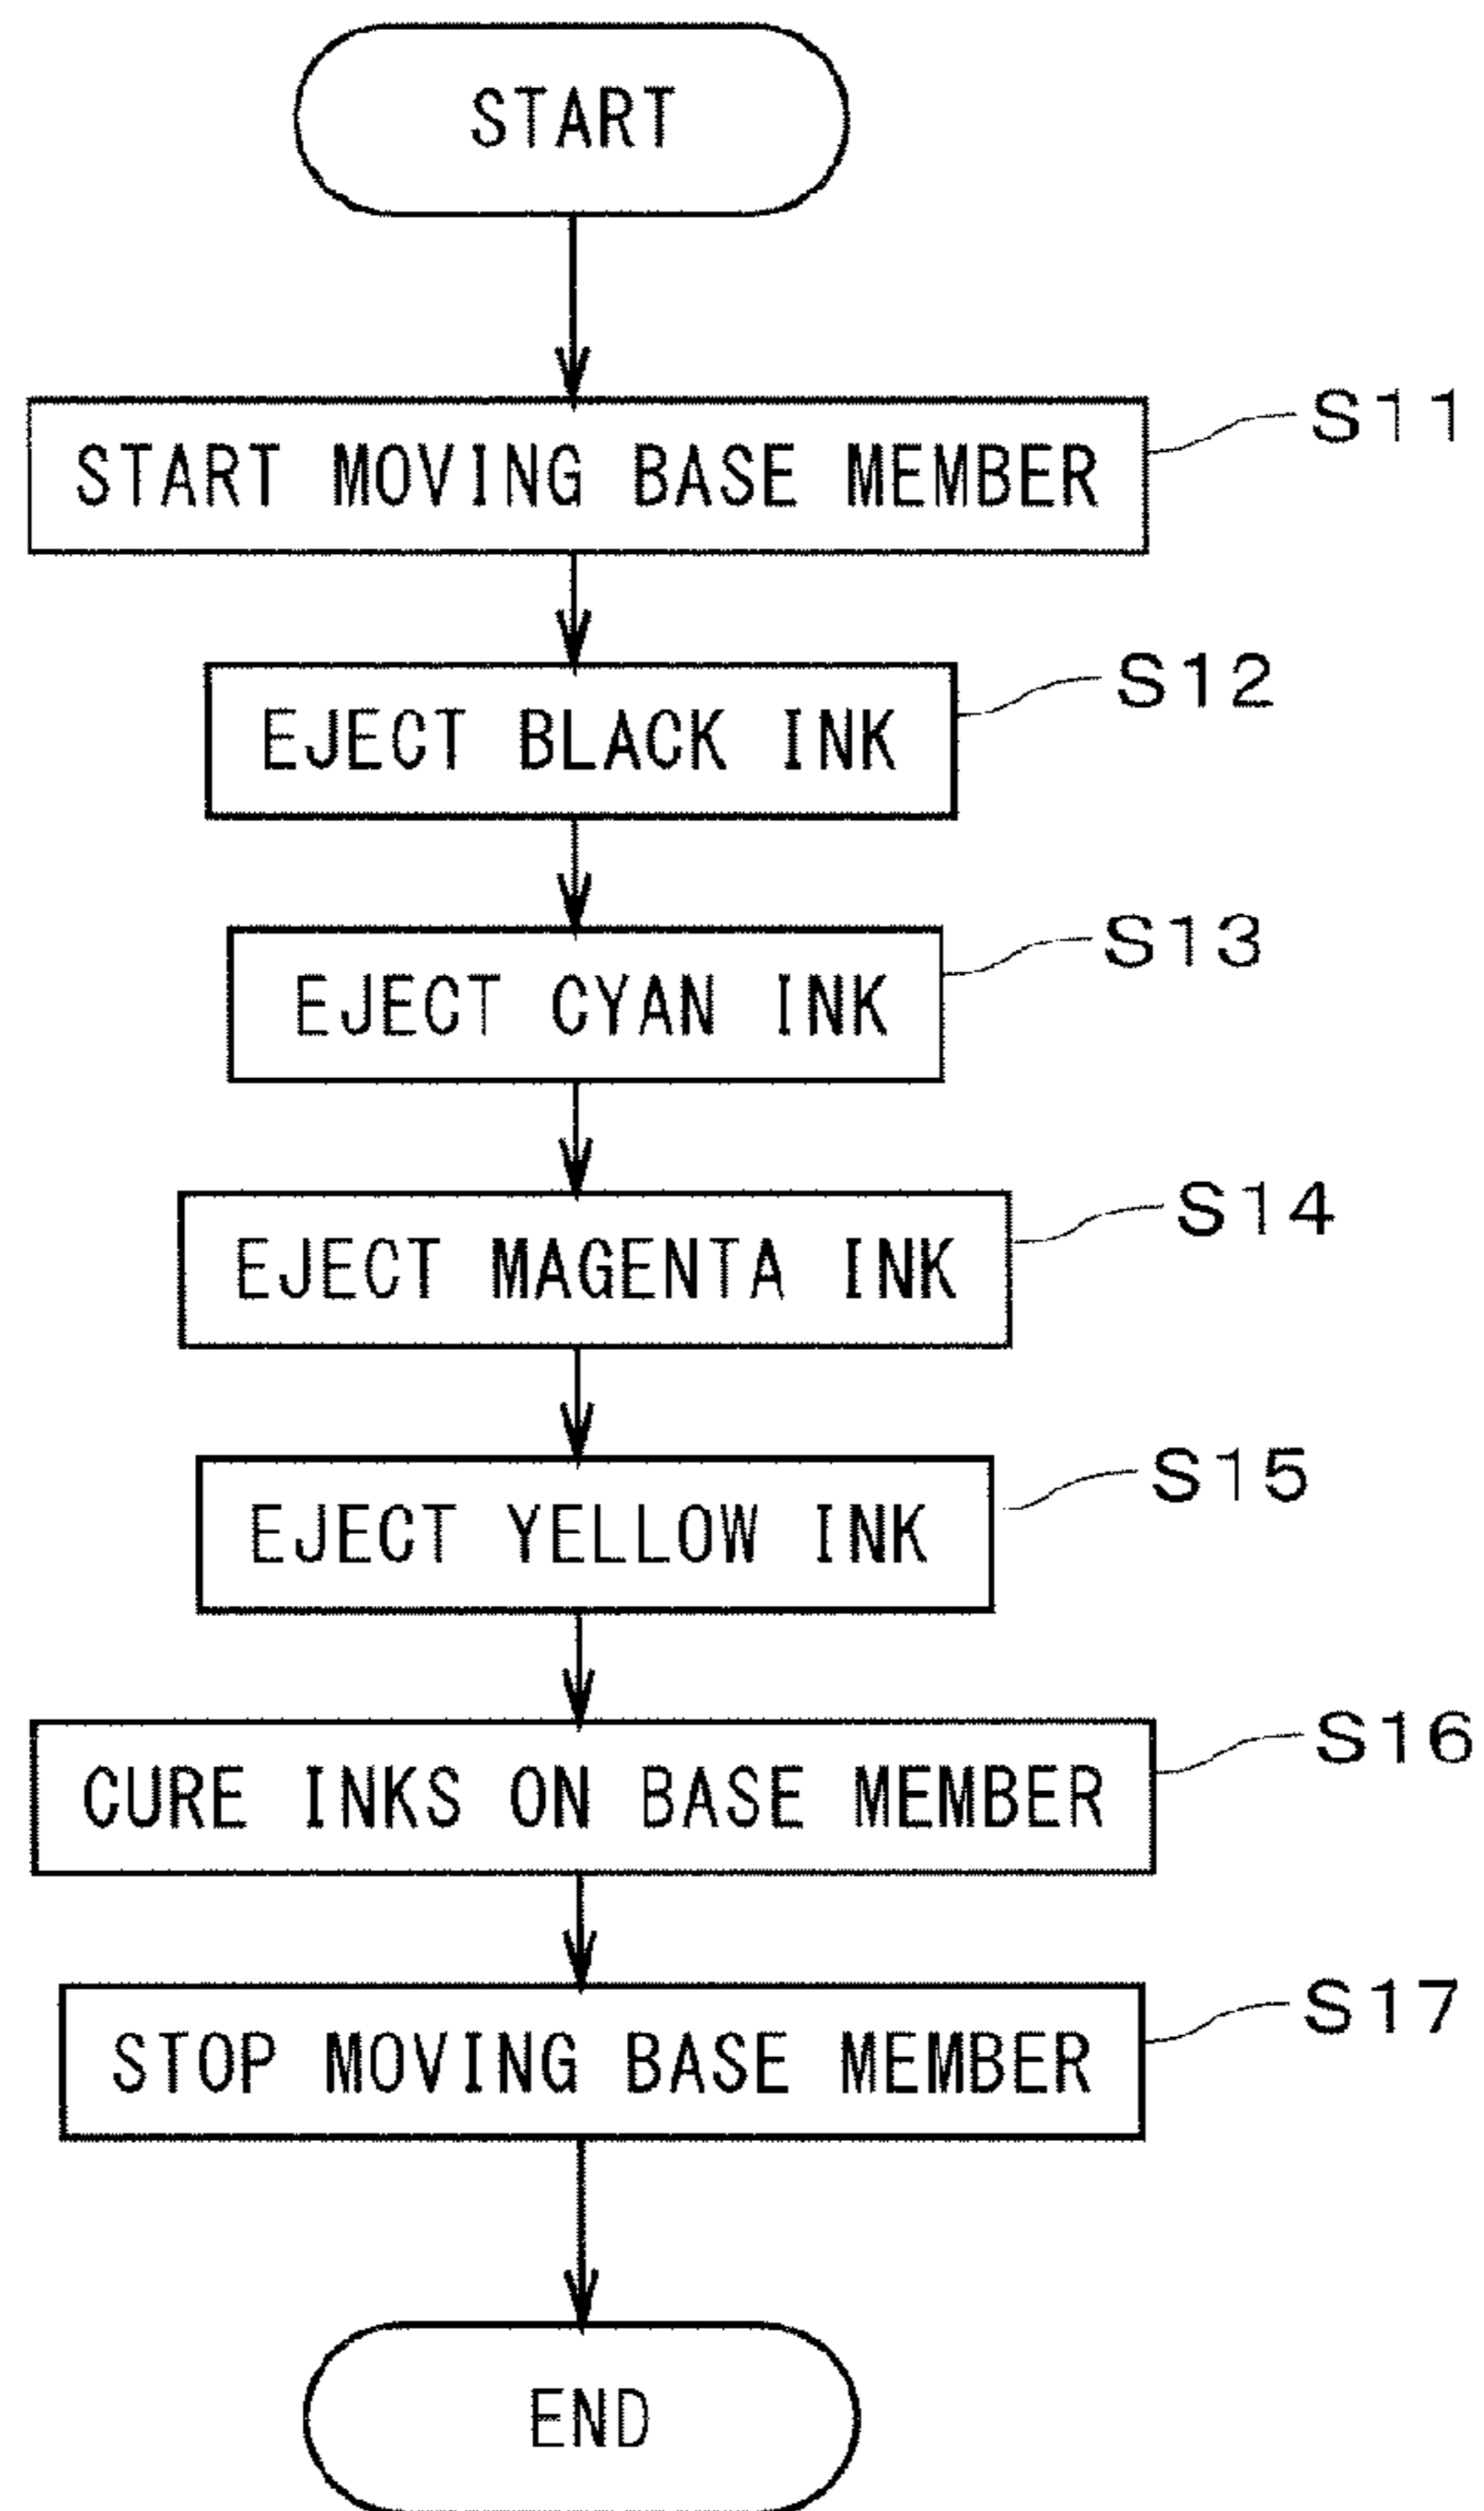 START
START MOVING BASE MEMBER
S11
EJECT BLACK INK
S12
EJECT CYAN INK
S13
EJECT MAGENTA INK
S14
EJECT YELLOW INK
S15
CURE INKS ON BASE MEMBER
S16
STOP MOVING BASE MEMBER
S17
END